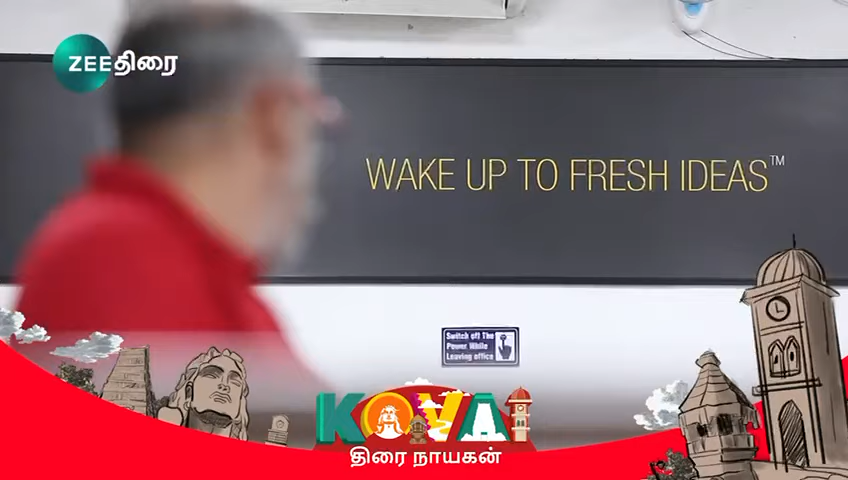 ZEEதிரை
WAKE UP TO FRESH IDEAS™
Switch off The
Power While
Leaving office
KOVAI
திரை நாயகன்